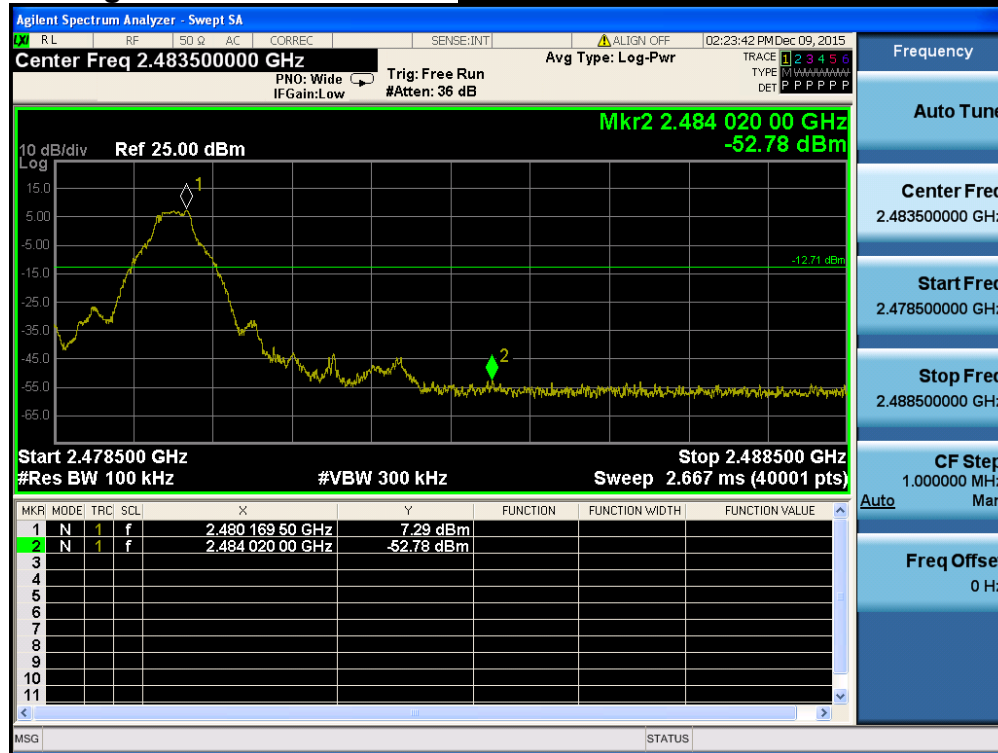 Agilent Spectrum Analyzer - Swept SA
LXI RL RF 50 Ω AC CORREC SENSE:INT ALIGN OFF 02:23:42 PM Dec 09, 2015
Center Freq 2.483500000 GHz
PNO: Wide
IFGain:Low
Trig: Free Run
#Atten: 36 dB
Avg Type: Log-Pwr
TRACE 1 2 3 4 5 6
TYPE M
DET P P P P P P
Mkr2 2.484 020 00 GHz
-52.78 dBm
10 dB/div Ref 25.00 dBm
Log
15.0
5.00
-5.00
-15.0
-25.0
-35.0
-45.0
-55.0
-65.0
1
-12.71 dBm
2
Start 2.478500 GHz Stop 2.488500 GHz
#Res BW 100 kHz #VBW 300 kHz Sweep 2.667 ms (40001 pts)
MKR MODE TRC SCL X Y FUNCTION FUNCTION WIDTH FUNCTION VALUE
1 N 1 f 2.480 169 50 GHz 7.29 dBm
2 N 1 f 2.484 020 00 GHz -52.78 dBm
3
4
5
6
7
8
9
10
11
MSG STATUS
Frequency
Auto Tune
Center Freq
2.483500000 GHz
Start Freq
2.478500000 GHz
Stop Freq
2.488500000 GHz
CF Step
1.000000 MHz
Auto Man
Freq Offset
0 Hz